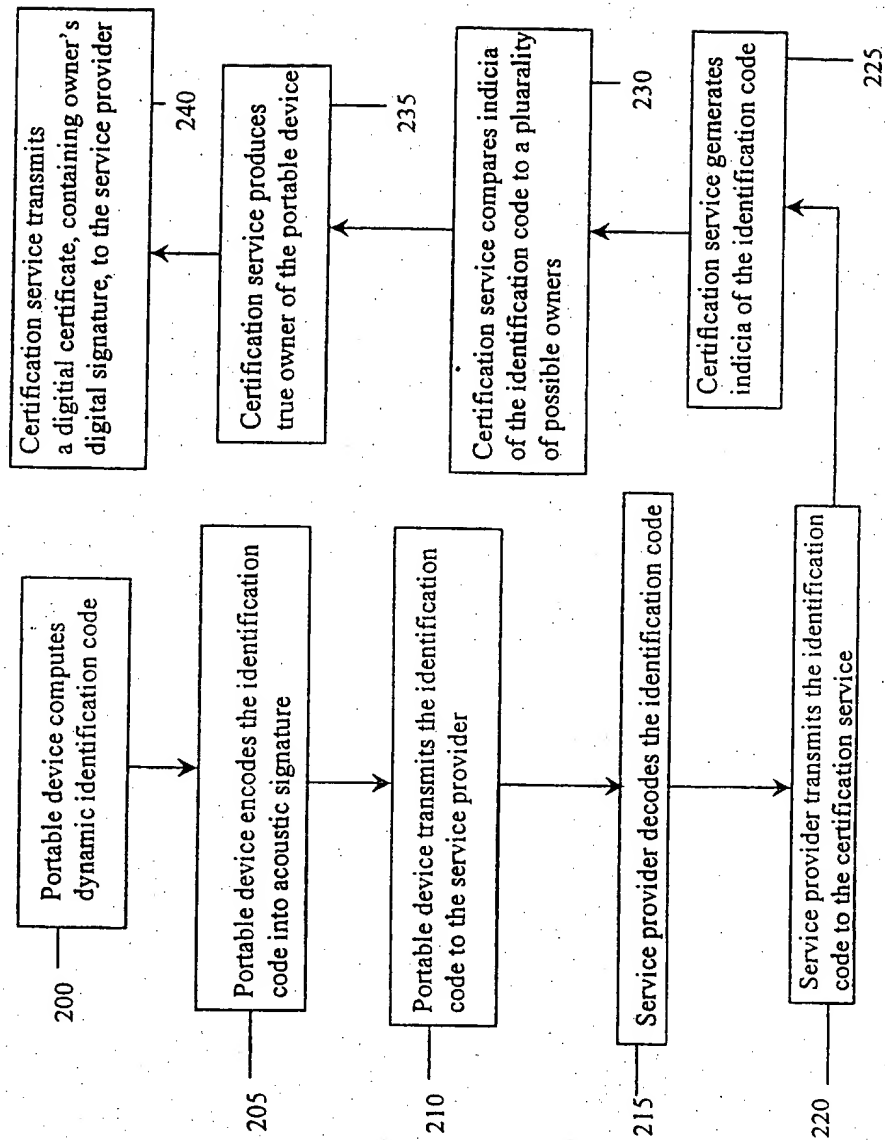 200
Portable device computes
dynamic identification code
205
Portable device encodes the identification
code into acoustic signature
210
Portable device transmits the identification
code to the service provider
215
Service provider decodes the identification code
220
Service provider transmits the identification
code to the certification service
Certification service gemerates
indicia of the identification code
225
Certification service compares indicia
of the identification code to a pluarality
of possible owners
230
Certification service produces
true owner of the portable device
235
Certification service transmits
a digitial certificate, containing owner's
digital signature, to the service provider
240